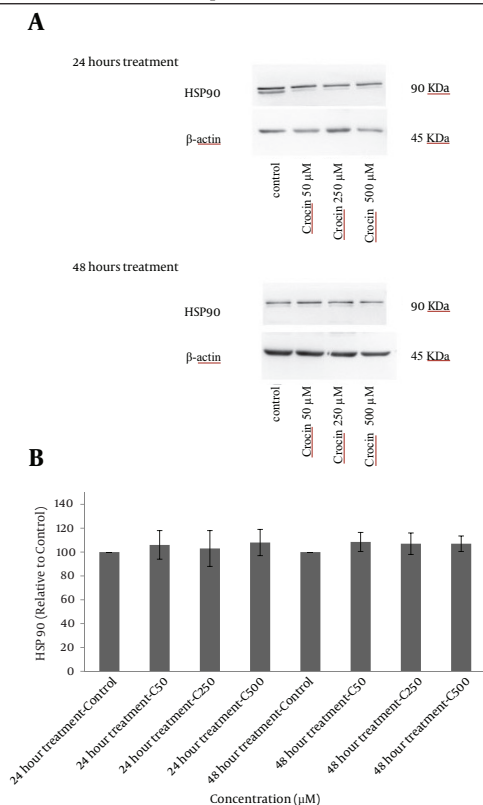 A
24 hours treatment
HSP90
90 KDa
β-actin
45 KDa
control
Crocin 50 μM
Crocin 250 μM
Crocin 500 μM
48 hours treatment
HSP90
90 KDa
β-actin
45 KDa
control
Crocin 50 μM
Crocin 250 μM
Crocin 500 μM
B
HSP 90 (Relative to Control)
140
120
100
80
60
40
20
0
24 hour treatment-Control
24 hour treatment-C50
24 hour treatment-C250
24 hour treatment-C500
48 hour treatment-Control
48 hour treatment-C50
48 hour treatment-C250
48 hour treatment-C500
Concentration (μM)